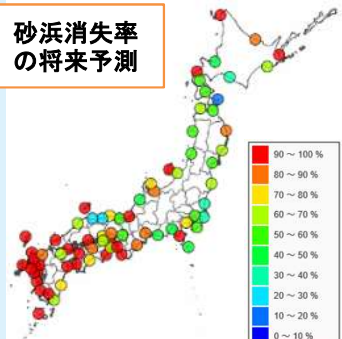 砂浜消失率
の将来予測
90 ～ 100 %
80 ～ 90 %
70 ～ 80 %
60 ～ 70 %
50 ～ 60 %
40 ～ 50 %
30 ～ 40 %
20 ～ 30 %
10 ～ 20 %
0 ～ 10 %